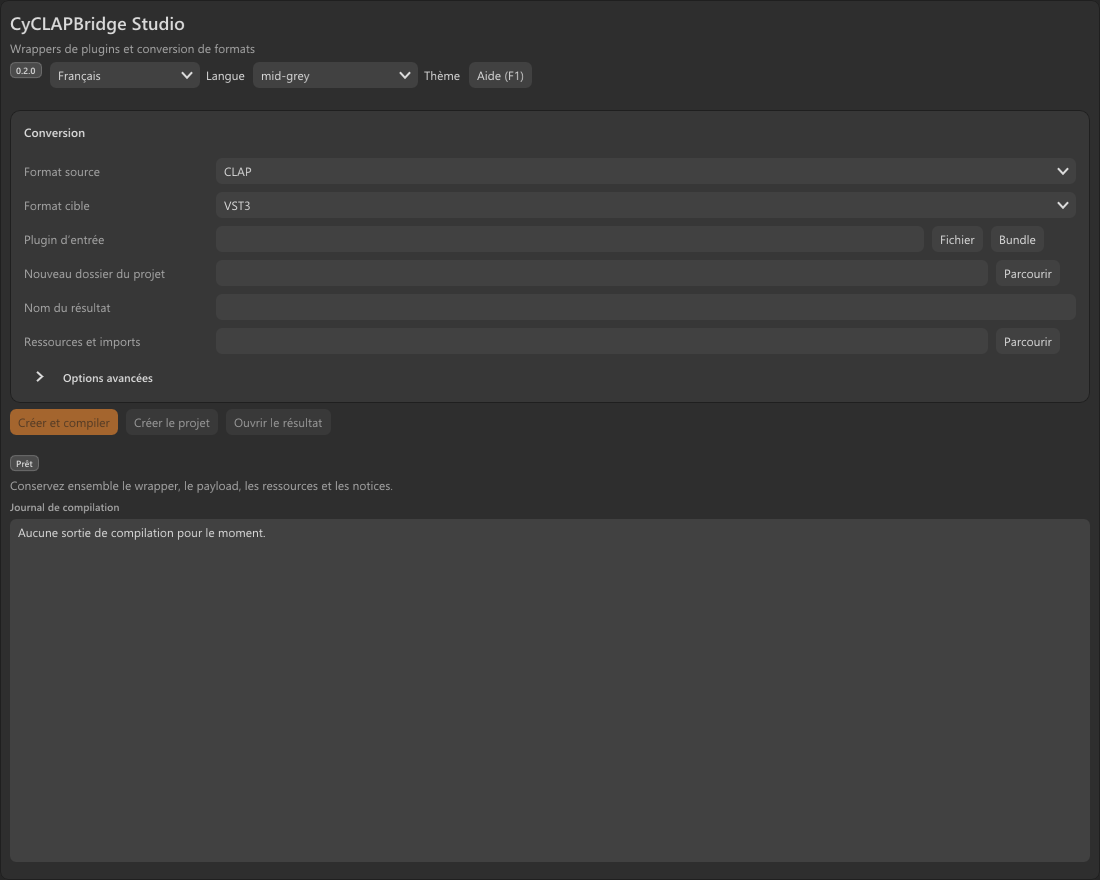 CyCLAPBridge Studio
Wrappers de plugins et conversion de formats
0.2.0 Français Langue mid-grey Thème Aide (F1)
Conversion
Format source CLAP
Format cible VST3
Plugin d'entrée Fichier Bundle
Nouveau dossier du projet Parcourir
Nom du résultat
Ressources et imports Parcourir
Options avancées
Créer et compiler Créer le projet Ouvrir le résultat
Prêt
Conservez ensemble le wrapper, le payload, les ressources et les notices.
Journal de compilation
Aucune sortie de compilation pour le moment.